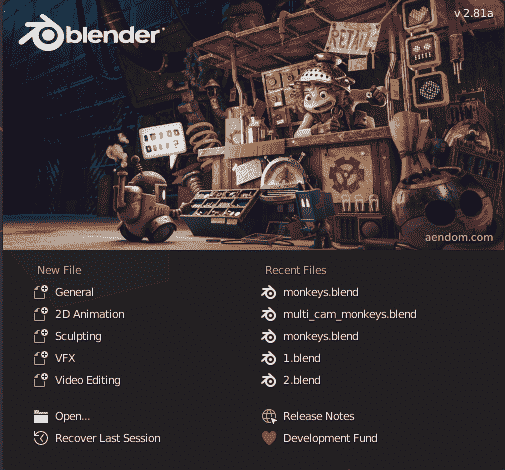 blender
v 2.81a
REPAIR
aendom.com
New File
Recent Files
General
monkeys.blend
2D Animation
multi_cam_monkeys.blend
Sculpting
monkeys.blend
VFX
1.blend
Video Editing
2.blend
Open...
Release Notes
Recover Last Session
Development Fund